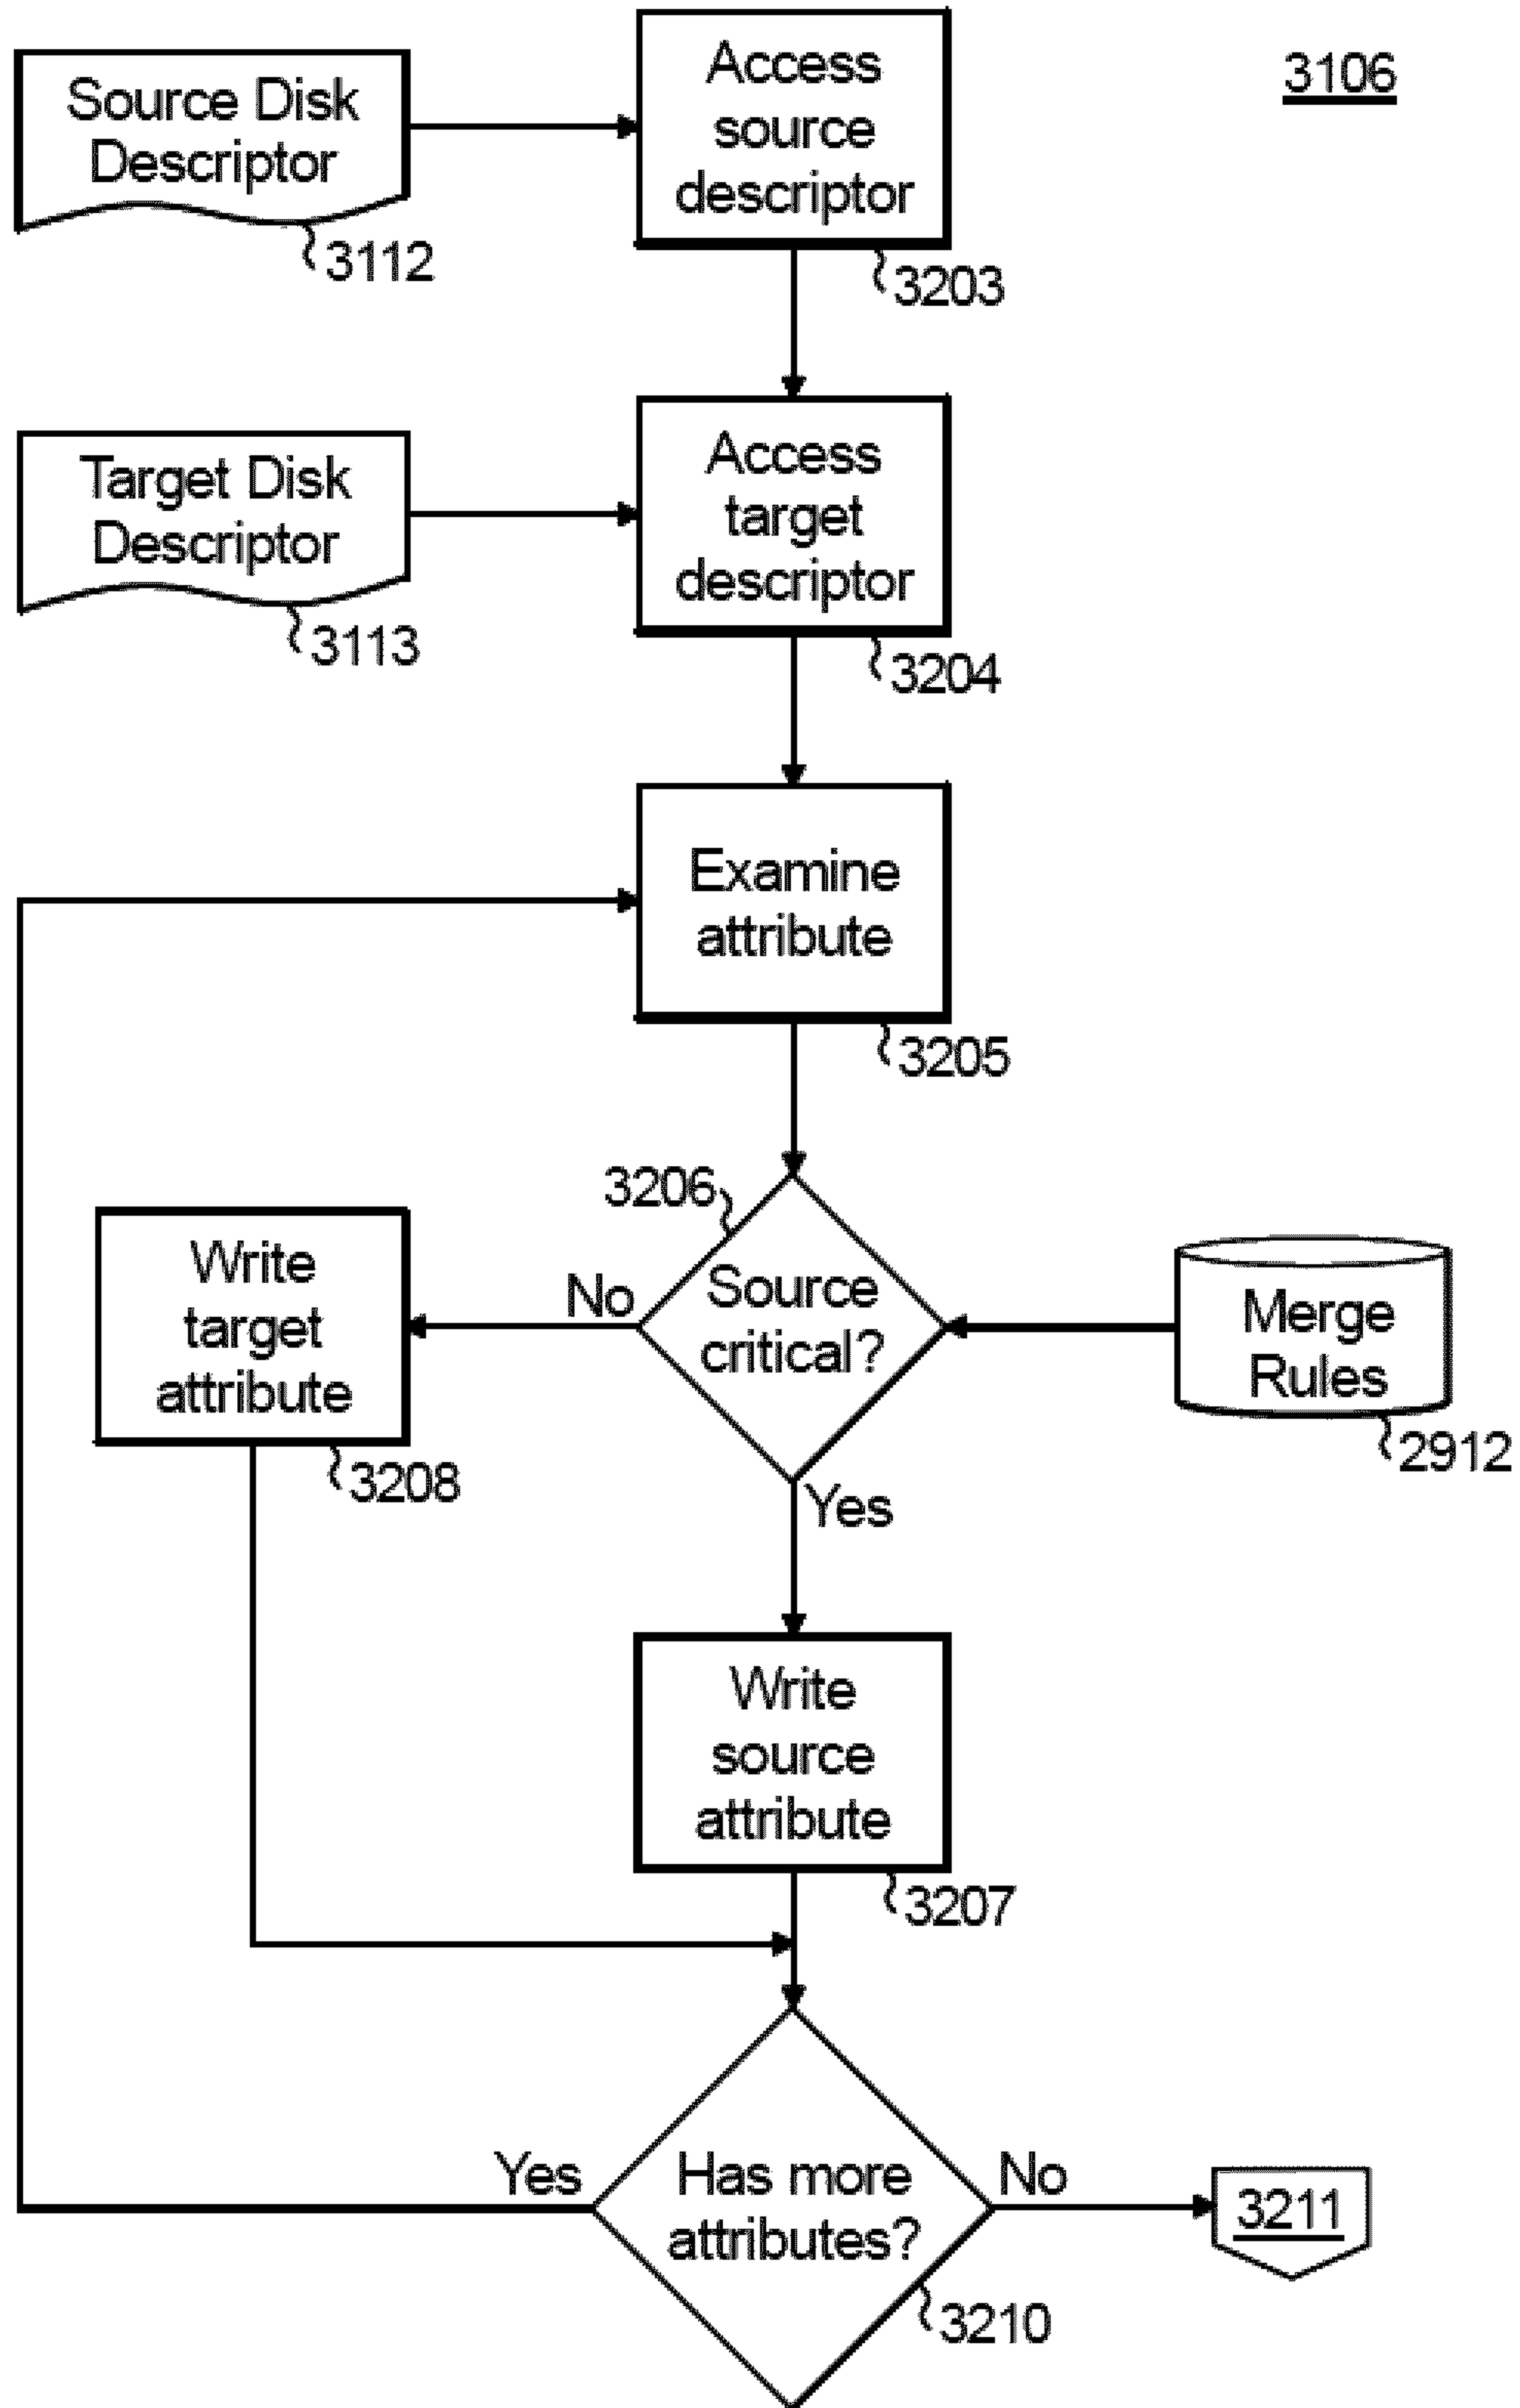 3106
Source Disk
Descriptor
3112
Access
source
descriptor
3203
Target Disk
Descriptor
3113
Access
target
descriptor
3204
Examine
attribute
3205
3206
Source
critical?
No
Yes
Merge
Rules
2912
Write
target
attribute
3208
Write
source
attribute
3207
Has more
attributes?
Yes
No
3210
3211